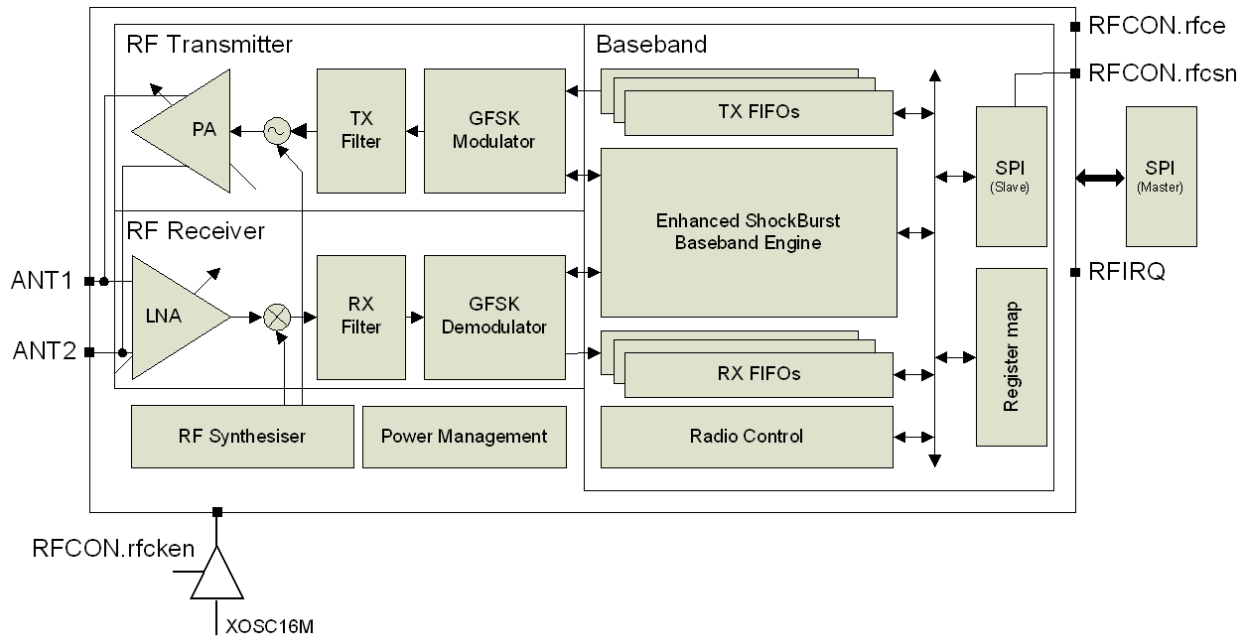 RF Transmitter
Baseband
RFCON.rfce
RFCON.rfcsn
PA
TX
Filter
GFSK
Modulator
TX FIFOs
SPI
(Slave)
SPI
(Master)
Enhanced ShockBurst
Baseband Engine
RF Receiver
ANT1
ANT2
LNA
RX
Filter
GFSK
Demodulator
RFIRQ
RX FIFOs
Register map
RF Synthesiser
Power Management
Radio Control
RFCON.rfcken
XOSC16M